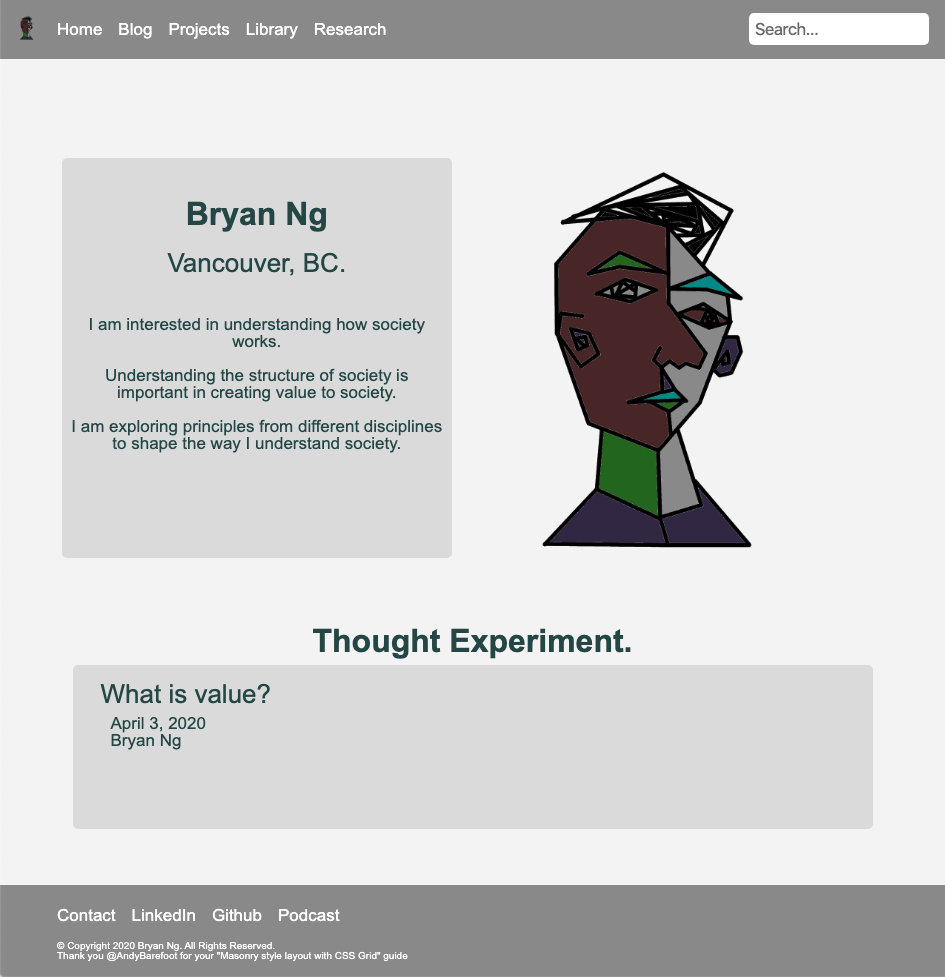 Home Blog Projects Library Research Search...
Bryan Ng
Vancouver, BC.
I am interested in understanding how society
works.
Understanding the structure of society is
important in creating value to society.
I am exploring principles from different disciplines
to shape the way I understand society.
Thought Experiment.
What is value?
April 3, 2020
Bryan Ng
Contact LinkedIn Github Podcast
© Copyright 2020 Bryan Ng. All Rights Reserved.
Thank you @AndyBarefoot for your "Masonry style layout with CSS Grid" guide